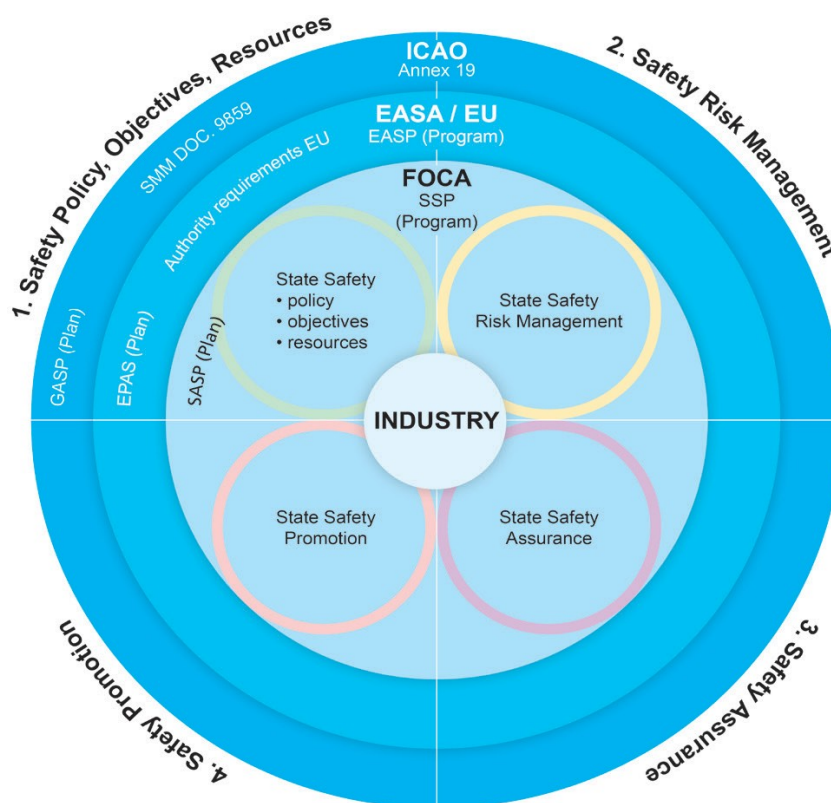 1. Safety Policy, Objectives, Resources
2. Safety Risk Management
ICAO
Annex 19
SMM DOC. 9859
GASP (Plan)
EASA / EU
EASP (Program)
Authority requirements EU
EPAS (Plan)
FOCA
SSP
(Program)
SASP (Plan)
State Safety
• policy
• objectives
• resources
State Safety
Risk Management
INDUSTRY
State Safety
Promotion
State Safety
Assurance
4. Safety Promotion
3. Safety Assurance